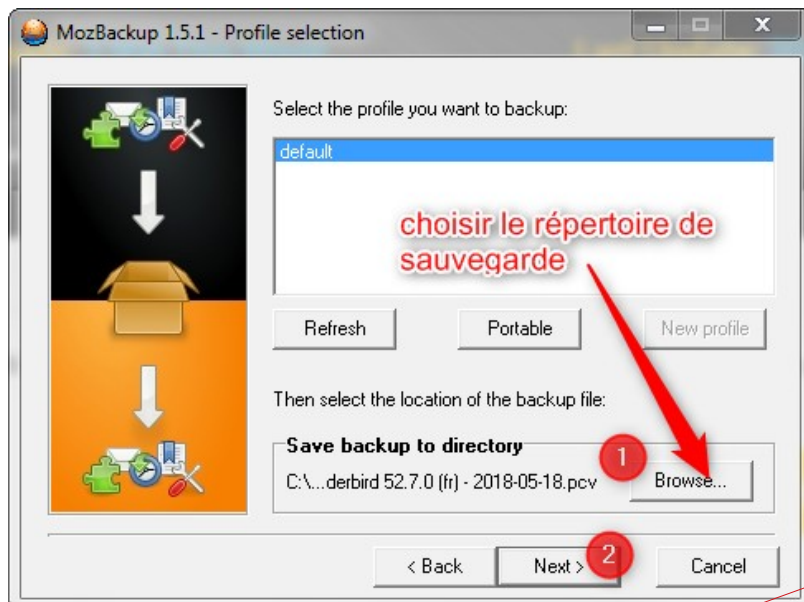 MozBackup 1.5.1 - Profile selection
Select the profile you want to backup:
default
choisir le répertoire de
sauvegarde
Refresh
Portable
New profile
Then select the location of the backup file:
Save backup to directory
1
C:\...derbird 52.7.0 (fr) - 2018-05-18.pcv
Browse...
< Back
Next >
2
Cancel